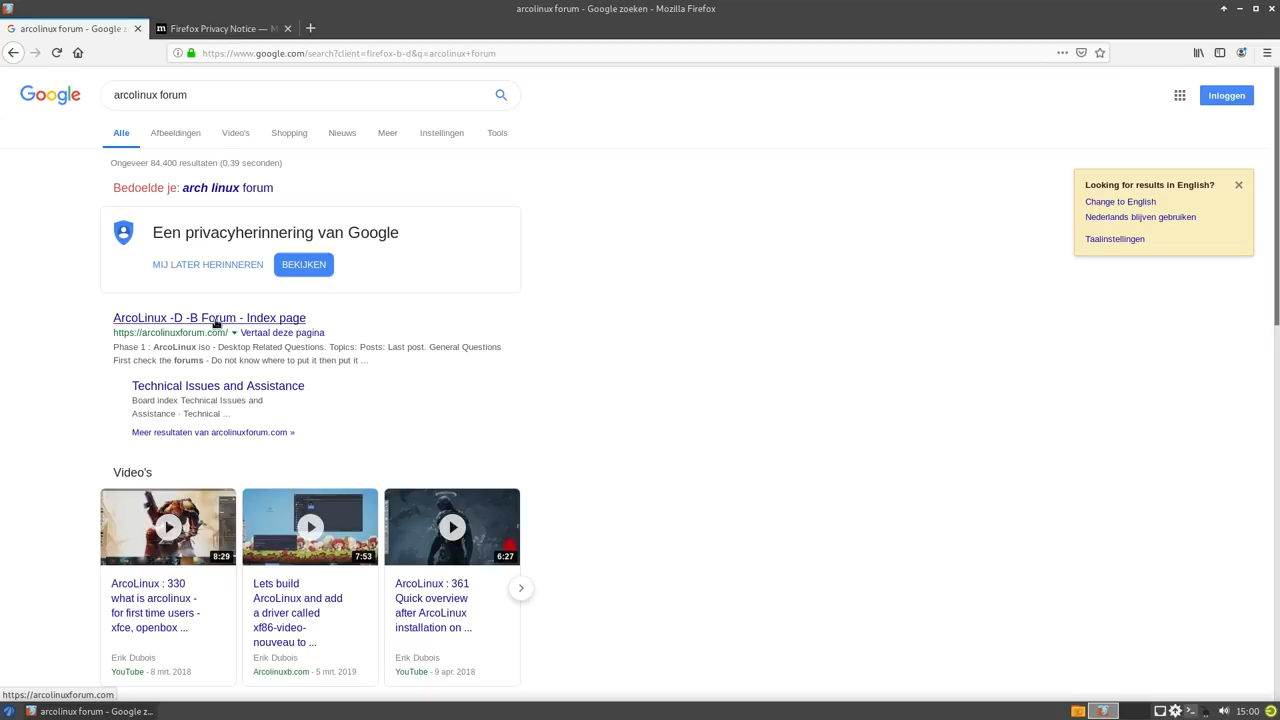 arcolinux forum - Google zoeken - Mozilla Firefox
arcolinux forum - Google z
Firefox Privacy Notice — M
https://www.google.com/search?client=firefox-b-d&q=arcolinux+forum
Google
arcolinux forum
Inloggen
Alle
Afbeeldingen
Video's
Shopping
Nieuws
Meer
Instellingen
Tools
Ongeveer 84.400 resultaten (0,39 seconden)
Bedoelde je: arch linux forum
Looking for results in English?
Change to English
Nederlands blijven gebruiken
Taalinstellingen
Een privacyherinnering van Google
MIJ LATER HERINNEREN
BEKIJKEN
ArcoLinux -D -B Forum - Index page
https://arcolinuxforum.com/ Vertaal deze pagina
Phase 1 : ArcoLinux iso - Desktop Related Questions. Topics: Posts: Last post. General Questions
First check the forums - Do not know where to put it then put it ...
Technical Issues and Assistance
Board index Technical Issues and
Assistance · Technical ...
Meer resultaten van arcolinuxforum.com »
Video's
8:29
7:53
6:27
ArcoLinux : 330
what is arcolinux -
for first time users -
xfce, openbox ...
Erik Dubois
YouTube - 8 mrt. 2018
Lets build
ArcoLinux and add
a driver called
xf86-video-
nouveau to ...
Erik Dubois
Arcolinuxb.com - 5 mrt. 2019
ArcoLinux : 361
Quick overview
after ArcoLinux
installation on ...
Erik Dubois
YouTube - 9 apr. 2018
https://arcolinuxforum.com
arcolinux forum - Google z...
15:00